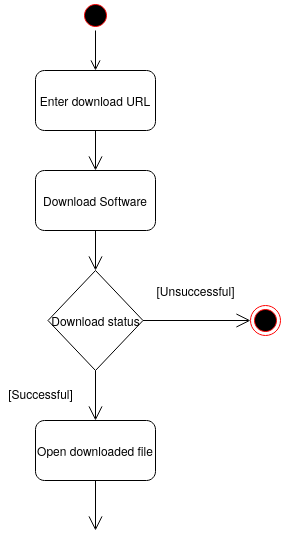 Enter download URL
Download Software
[Unsuccessful]
Download status
[Successful]
Open downloaded file